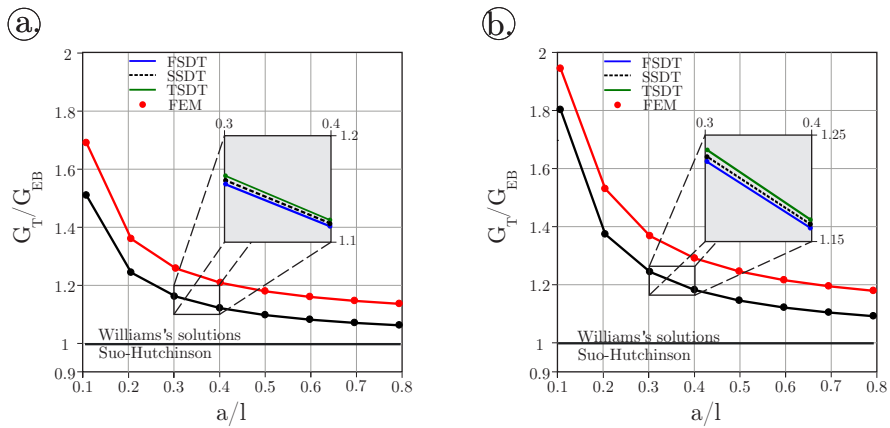 a.
2
1.8
1.6
1.4
1.2
1
0.9
G_T/G_EB
FSDT
SSDT
TSDT
FEM
0.3
0.4
1.2
1.1
Williams's solutions
Suo-Hutchinson
0.1 0.2 0.3 0.4 0.5 0.6 0.7 0.8
a/l
b.
2
1.8
1.6
1.4
1.2
1
0.9
G_T/G_EB
FSDT
SSDT
TSDT
FEM
0.3
0.4
1.25
1.15
Williams's solutions
Suo-Hutchinson
0.1 0.2 0.3 0.4 0.5 0.6 0.7 0.8
a/l